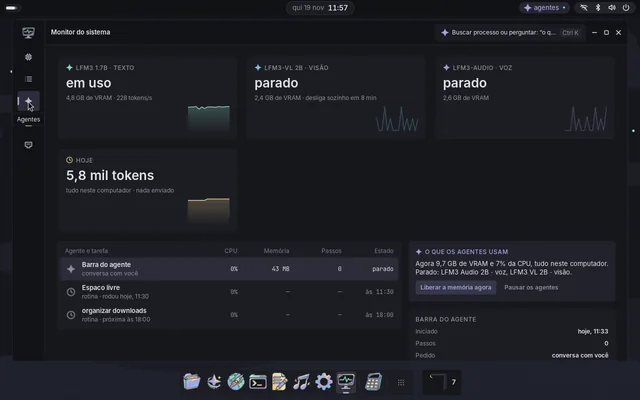 qui 19 nov 11:57
agentes
Monitor do sistema
Buscar processo ou perguntar: "o q... Ctrl K
Agentes
LFM3 1.7B · TEXTO
em uso
4,8 GB de VRAM · 228 tokens/s
LFM3-VL 2B · VISÃO
parado
2,4 GB de VRAM · desliga sozinho em 8 min
LFM3-AUDIO · VOZ
parado
2,6 GB de VRAM
HOJE
5,8 mil tokens
tudo neste computador · nada enviado
Agente e tarefa CPU Memória Passos Estado
Barra do agente
conversa com você
0% 43 MB 0 parado
Espaço livre
rotina · rodou hoje, 11:30
0% — — às 11:30
organizar downloads
rotina · próxima às 18:00
0% — — às 18:00
O QUE OS AGENTES USAM
Agora 9,7 GB de VRAM e 7% da CPU, tudo neste computador.
Parado: LFM3 Audio 2B · voz, LFM3 VL 2B · visão.
Liberar a memória agora Pausar os agentes
BARRA DO AGENTE
Iniciado hoje, 11:33
Passos 0
Pedido conversa com você
7